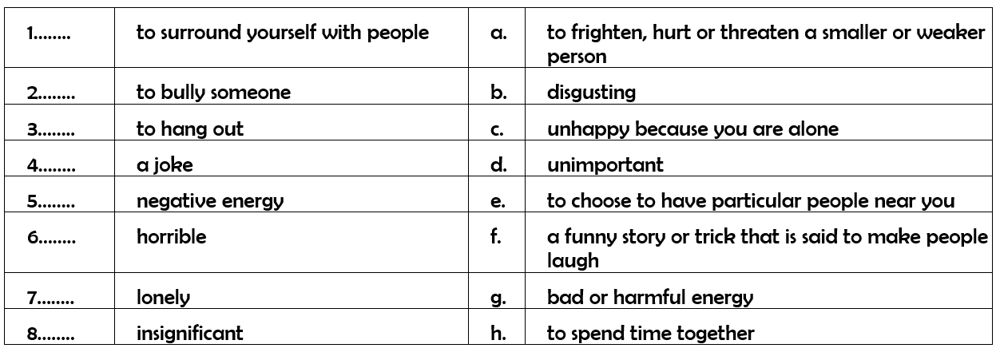 1........ to surround yourself with people a. to frighten, hurt or threaten a smaller or weaker
person
2........ to bully someone b. disgusting
3........ to hang out c. unhappy because you are alone
4........ a joke d. unimportant
5........ negative energy e. to choose to have particular people near you
6........ horrible f. a funny story or trick that is said to make people
laugh
7........ lonely g. bad or harmful energy
8........ insignificant h. to spend time together